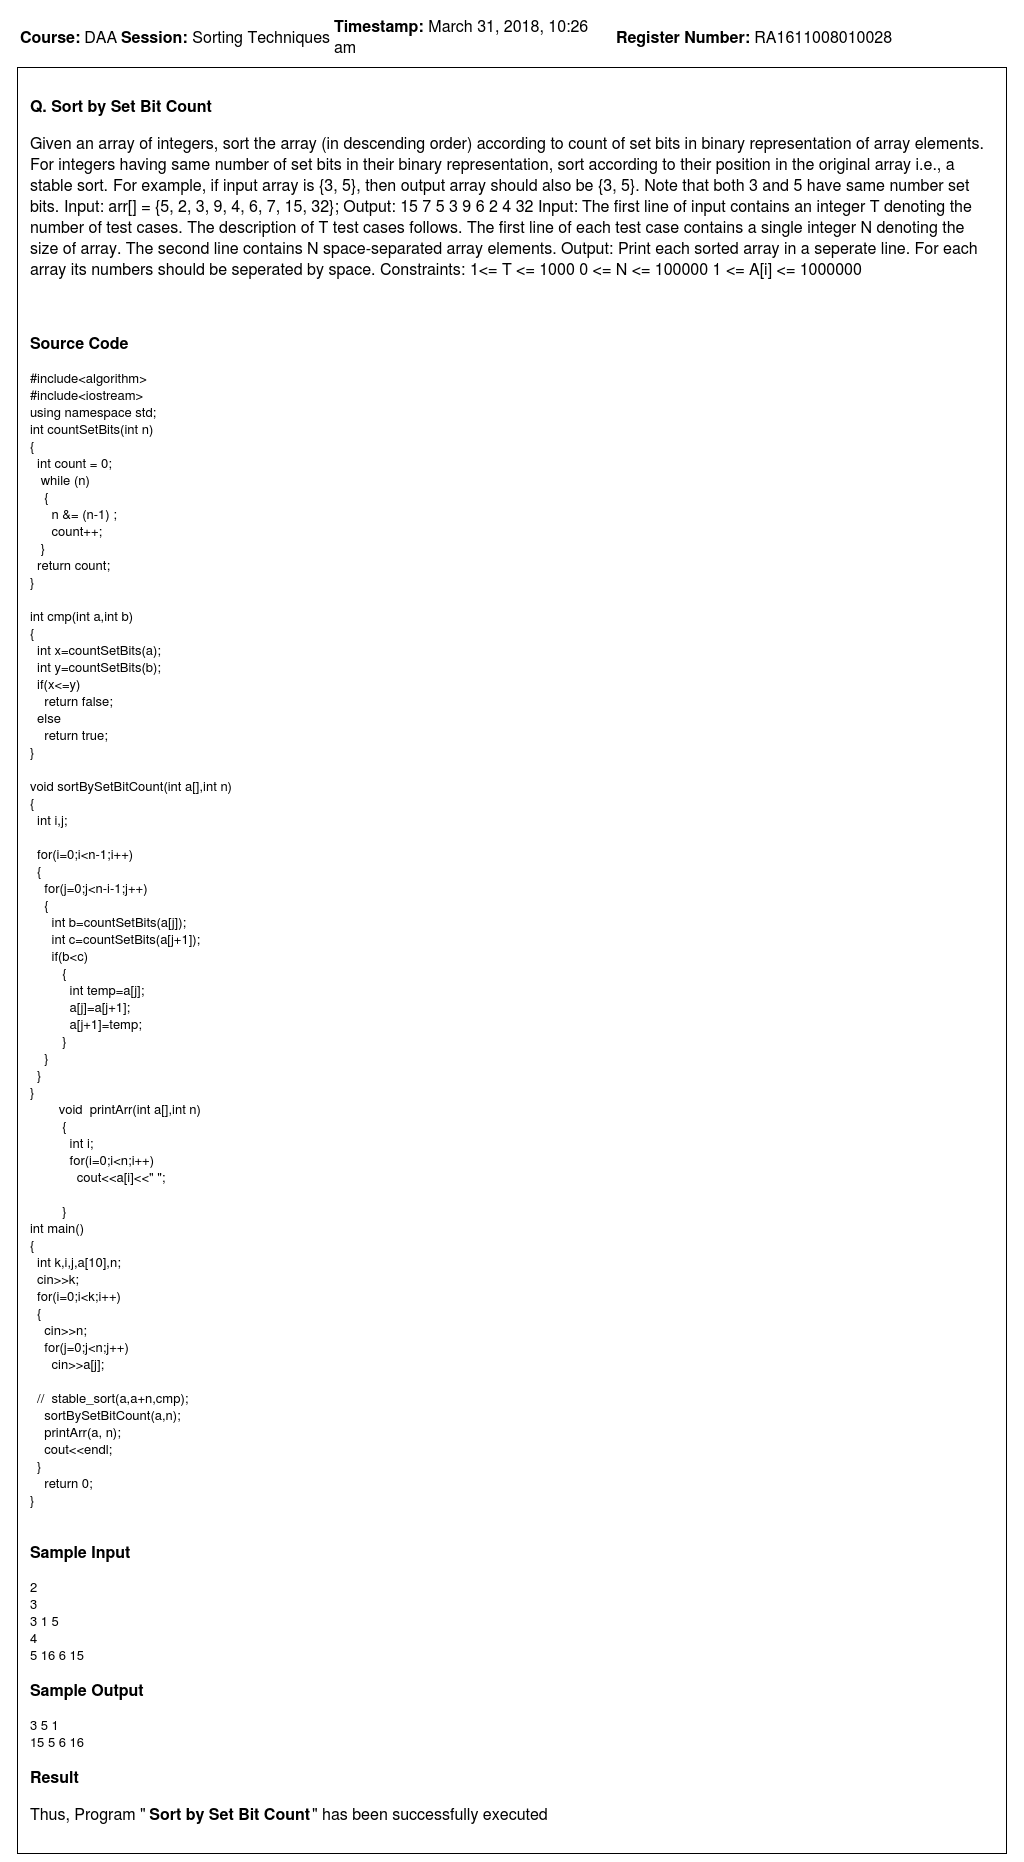 Course: DAA Session: Sorting Techniques Timestamp: March 31, 2018, 10:26 am Register Number: RA1611008010028
Q. Sort by Set Bit Count
Given an array of integers, sort the array (in descending order) according to count of set bits in binary representation of array elements.
For integers having same number of set bits in their binary representation, sort according to their position in the original array i.e., a
stable sort. For example, if input array is {3, 5}, then output array should also be {3, 5}. Note that both 3 and 5 have same number set
bits. Input: arr[] = {5, 2, 3, 9, 4, 6, 7, 15, 32}; Output: 15 7 5 3 9 6 2 4 32 Input: The first line of input contains an integer T denoting the
number of test cases. The description of T test cases follows. The first line of each test case contains a single integer N denoting the
size of array. The second line contains N space-separated array elements. Output: Print each sorted array in a seperate line. For each
array its numbers should be seperated by space. Constraints: 1<= T <= 1000 0 <= N <= 100000 1 <= A[i] <= 1000000
Source Code
#include<algorithm>
#include<iostream>
using namespace std;
int countSetBits(int n)
{
int count = 0;
while (n)
{
n &= (n-1) ;
count++;
}
return count;
}
int cmp(int a,int b)
{
int x=countSetBits(a);
int y=countSetBits(b);
if(x<=y)
return false;
else
return true;
}
void sortBySetBitCount(int a[],int n)
{
int i,j;
for(i=0;i<n-1;i++)
{
for(j=0;j<n-i-1;j++)
{
int b=countSetBits(a[j]);
int c=countSetBits(a[j+1]);
if(b<c)
{
int temp=a[j];
a[j]=a[j+1];
a[j+1]=temp;
}
}
}
}
void  printArr(int a[],int n)
{
int i;
for(i=0;i<n;i++)
cout<<a[i]<<" ";
}
int main()
{
int k,i,j,a[10],n;
cin>>k;
for(i=0;i<k;i++)
{
cin>>n;
for(j=0;j<n;j++)
cin>>a[j];
//  stable_sort(a,a+n,cmp);
sortBySetBitCount(a,n);
printArr(a, n);
cout<<endl;
}
return 0;
}
Sample Input
2
3
3 1 5
4
5 16 6 15
Sample Output
3 5 1
15 5 6 16
Result
Thus, Program " Sort by Set Bit Count" has been successfully executed